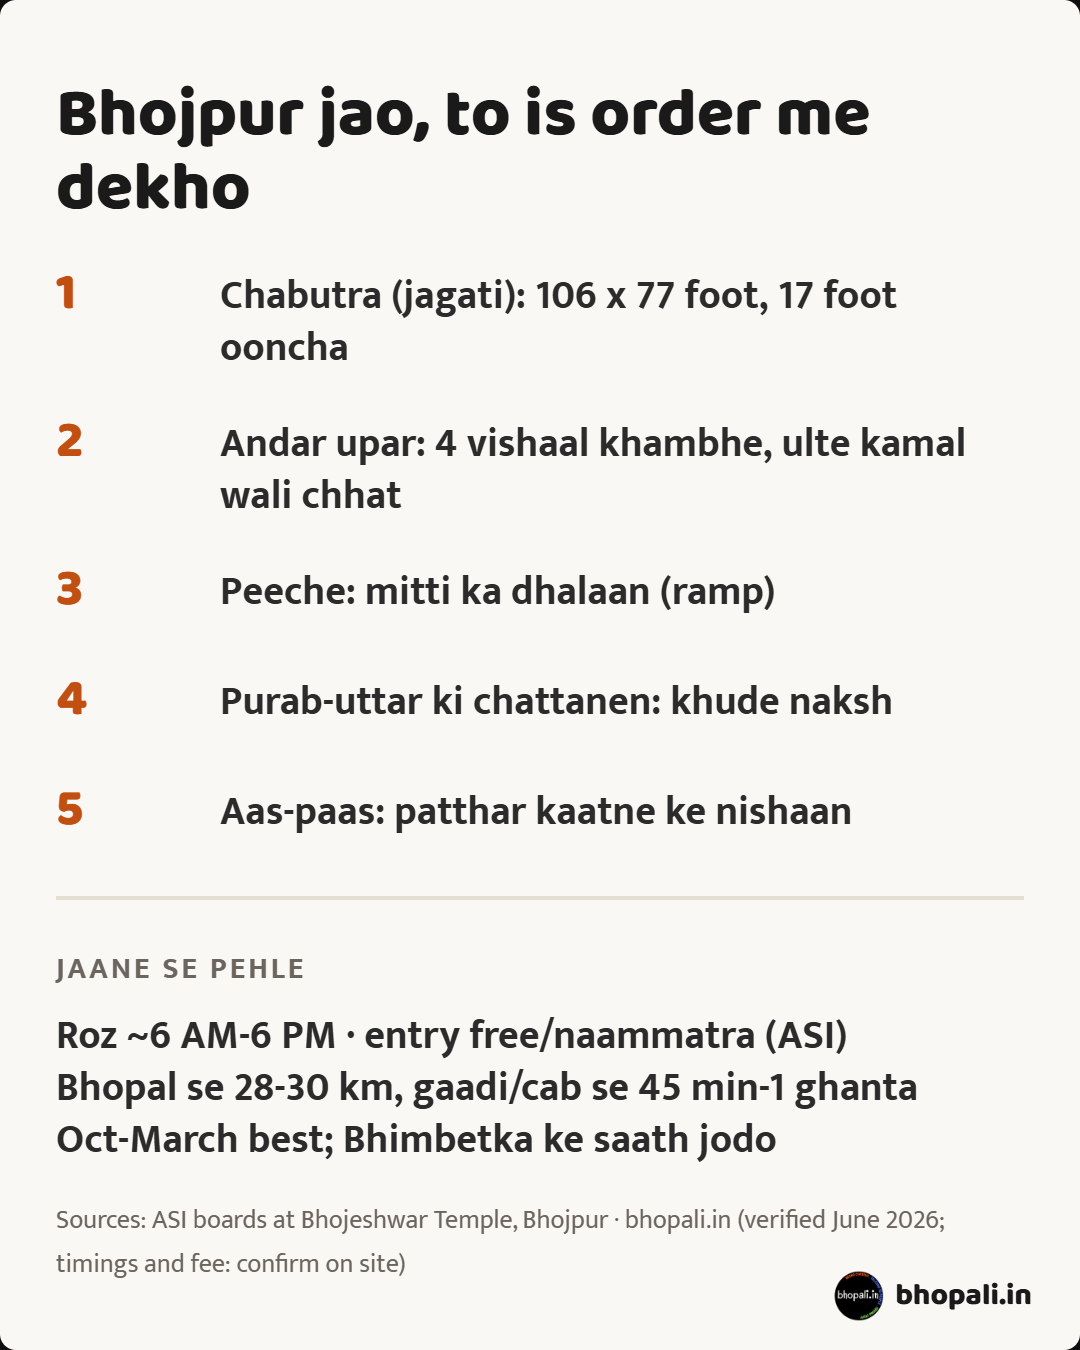 Bhojpur jao, to is order me
dekho
1 Chabutra (jagati): 106 x 77 foot, 17 foot
ooncha
2 Andar upar: 4 vishaal khambhe, ulte kamal
wali chhat
3 Peeche: mitti ka dhalaan (ramp)
4 Purab-uttar ki chattanen: khude naksh
5 Aas-paas: patthar kaatne ke nishaan
JAANE SE PEHLE
Roz ~6 AM-6 PM · entry free/naammatra (ASI)
Bhopal se 28-30 km, gaadi/cab se 45 min-1 ghanta
Oct-March best; Bhimbetka ke saath jodo
Sources: ASI boards at Bhojeshwar Temple, Bhojpur · bhopali.in (verified June 2026;
timings and fee: confirm on site)
bhopali.in bhopali.in